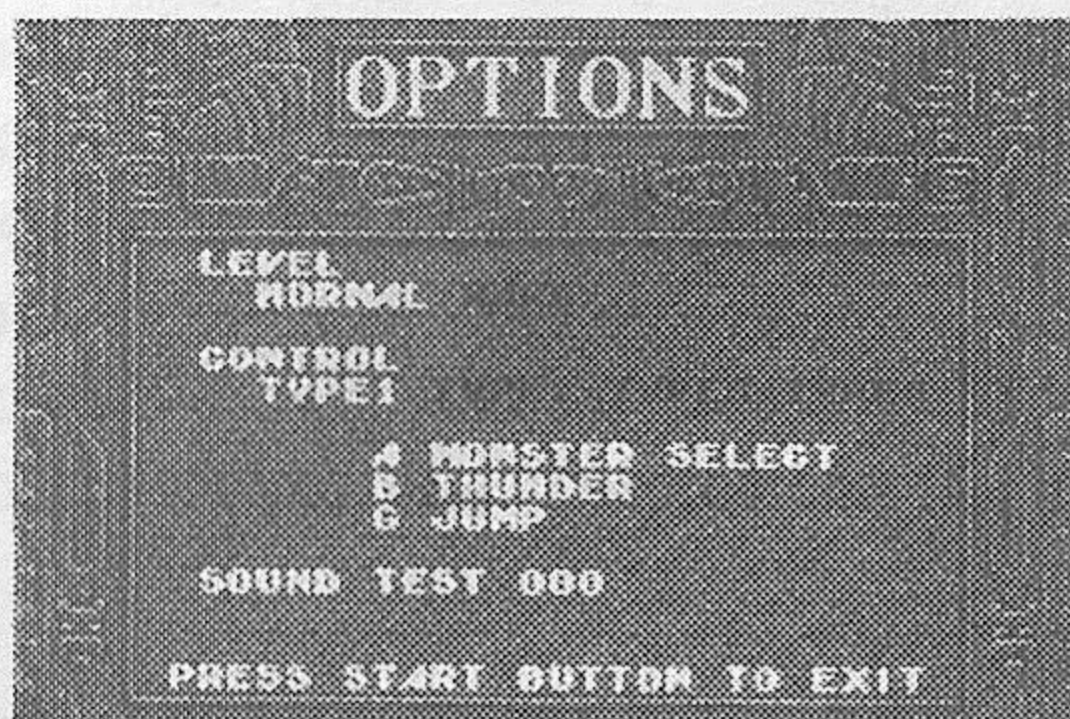 OPTIONS
LEVEL
NORMAL
CONTROL
TYPE1
A MONSTER SELECT
B THUNDER
C JUMP
SOUND TEST 000
PRESS START BUTTON TO EXIT